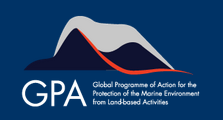 GPA
Global Programme of Action for the
Protection of the Marine Environment
from Land-based Activities